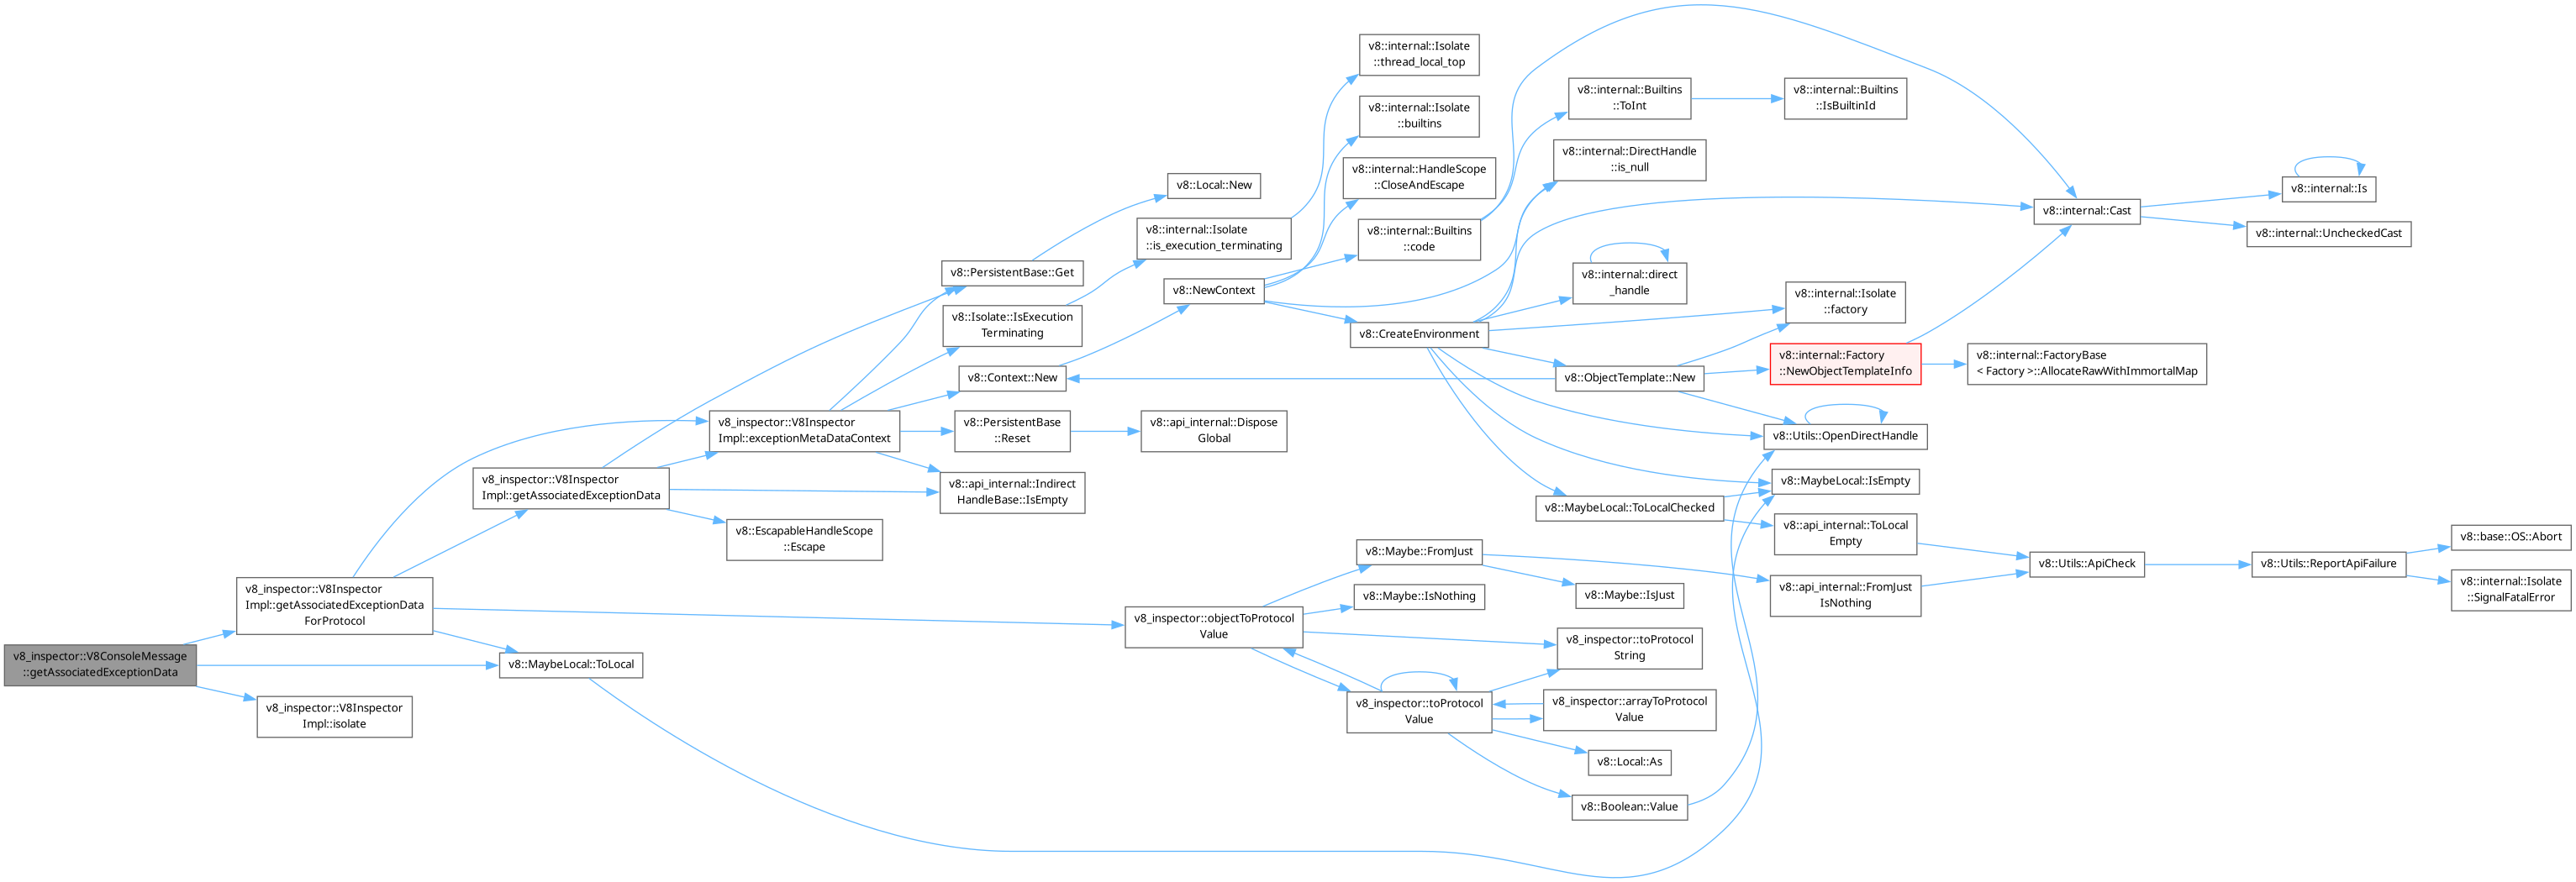 v8_inspector::V8ConsoleMessage
::getAssociatedExceptionData
v8_inspector::V8Inspector
Impl::getAssociatedExceptionData
ForProtocol
v8_inspector::V8Inspector
Impl::isolate
v8_inspector::V8Inspector
Impl::getAssociatedExceptionData
v8::MaybeLocal::ToLocal
v8_inspector::V8Inspector
Impl::exceptionMetaDataContext
v8::EscapableHandleScope
::Escape
v8::PersistentBase::Get
v8::Isolate::IsExecution
Terminating
v8::Context::New
v8::PersistentBase
::Reset
v8::api_internal::Indirect
HandleBase::IsEmpty
v8::Local::New
v8::internal::Isolate
::is_execution_terminating
v8::NewContext
v8::api_internal::Dispose
Global
v8_inspector::objectToProtocol
Value
v8::internal::Isolate
::thread_local_top
v8::internal::Isolate
::builtins
v8::internal::HandleScope
::CloseAndEscape
v8::internal::Builtins
::code
v8::CreateEnvironment
v8::Maybe::FromJust
v8::Maybe::IsNothing
v8_inspector::toProtocol
Value
v8::internal::Builtins
::ToInt
v8::internal::DirectHandle
::is_null
v8::internal::direct
_handle
v8::ObjectTemplate::New
v8::MaybeLocal::ToLocalChecked
v8::Maybe::IsJust
v8_inspector::toProtocol
String
v8_inspector::arrayToProtocol
Value
v8::Local::As
v8::Boolean::Value
v8::internal::Builtins
::IsBuiltinId
v8::internal::Isolate
::factory
v8::internal::Factory
::NewObjectTemplateInfo
v8::Utils::OpenDirectHandle
v8::MaybeLocal::IsEmpty
v8::api_internal::ToLocal
Empty
v8::api_internal::FromJust
IsNothing
v8::internal::Cast
v8::internal::FactoryBase
< Factory >::AllocateRawWithImmortalMap
v8::Utils::ApiCheck
v8::internal::Is
v8::internal::UncheckedCast
v8::Utils::ReportApiFailure
v8::base::OS::Abort
v8::internal::Isolate
::SignalFatalError